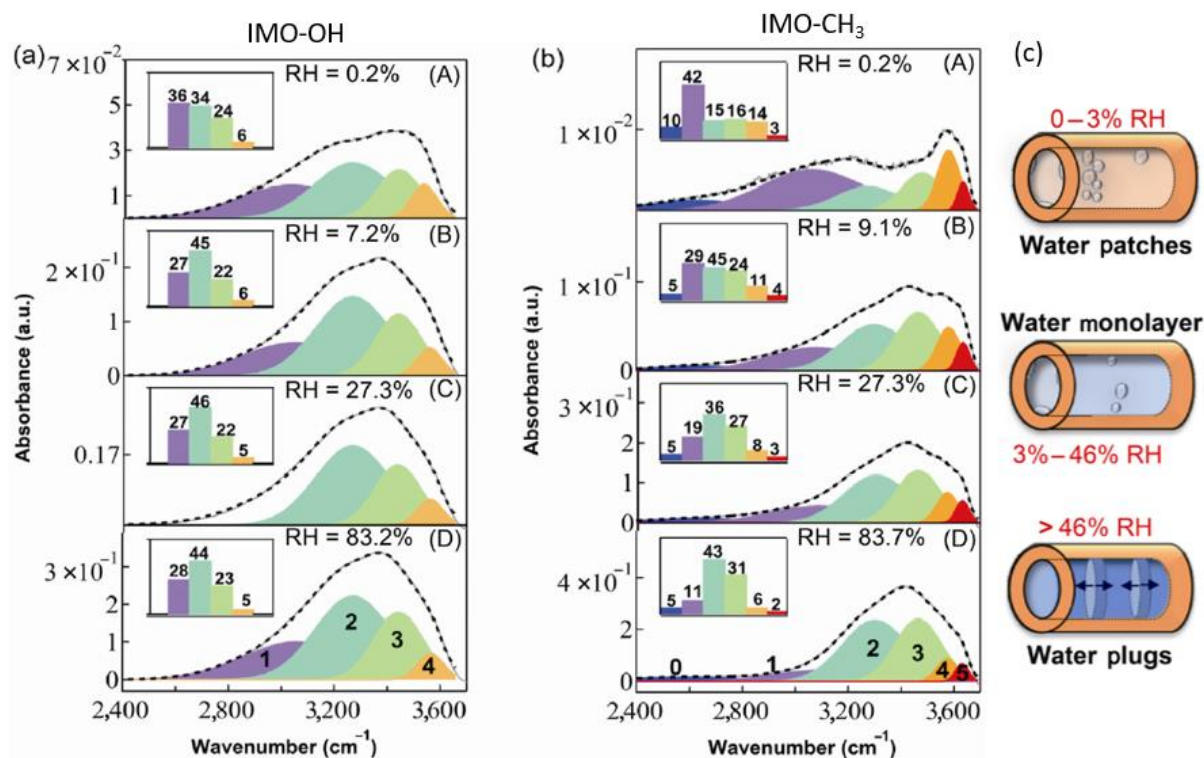 IMO-OH
(a)
7 ×10⁻²
5
3
1
RH = 0.2%
(A)
36 34 24 6
RH = 7.2%
(B)
27 45 22 6
2 ×10⁻¹
1
0
RH = 27.3%
(C)
27 46 22 5
0.17
RH = 83.2%
(D)
28 44 23 5
3 ×10⁻¹
2
1
0
1 2 3 4
Absorbance (a.u.)
2,400 2,800 3,200 3,600
Wavenumber (cm⁻¹)
IMO-CH₃
(b)
RH = 0.2%
(A)
10 42 15 16 14 3
1 ×10⁻²
RH = 9.1%
(B)
5 29 45 24 11 4
1 ×10⁻¹
0
RH = 27.3%
(C)
5 19 36 27 8 3
3 ×10⁻¹
2
1
0
RH = 83.7%
(D)
5 11 43 31 6 2
4 ×10⁻¹
2
0
0 1 2 3 4 5
Absorbance (a.u.)
2,400 2,800 3,200 3,600
Wavenumber (cm⁻¹)
(c)
0–3% RH
Water patches
Water monolayer
3%–46% RH
> 46% RH
Water plugs